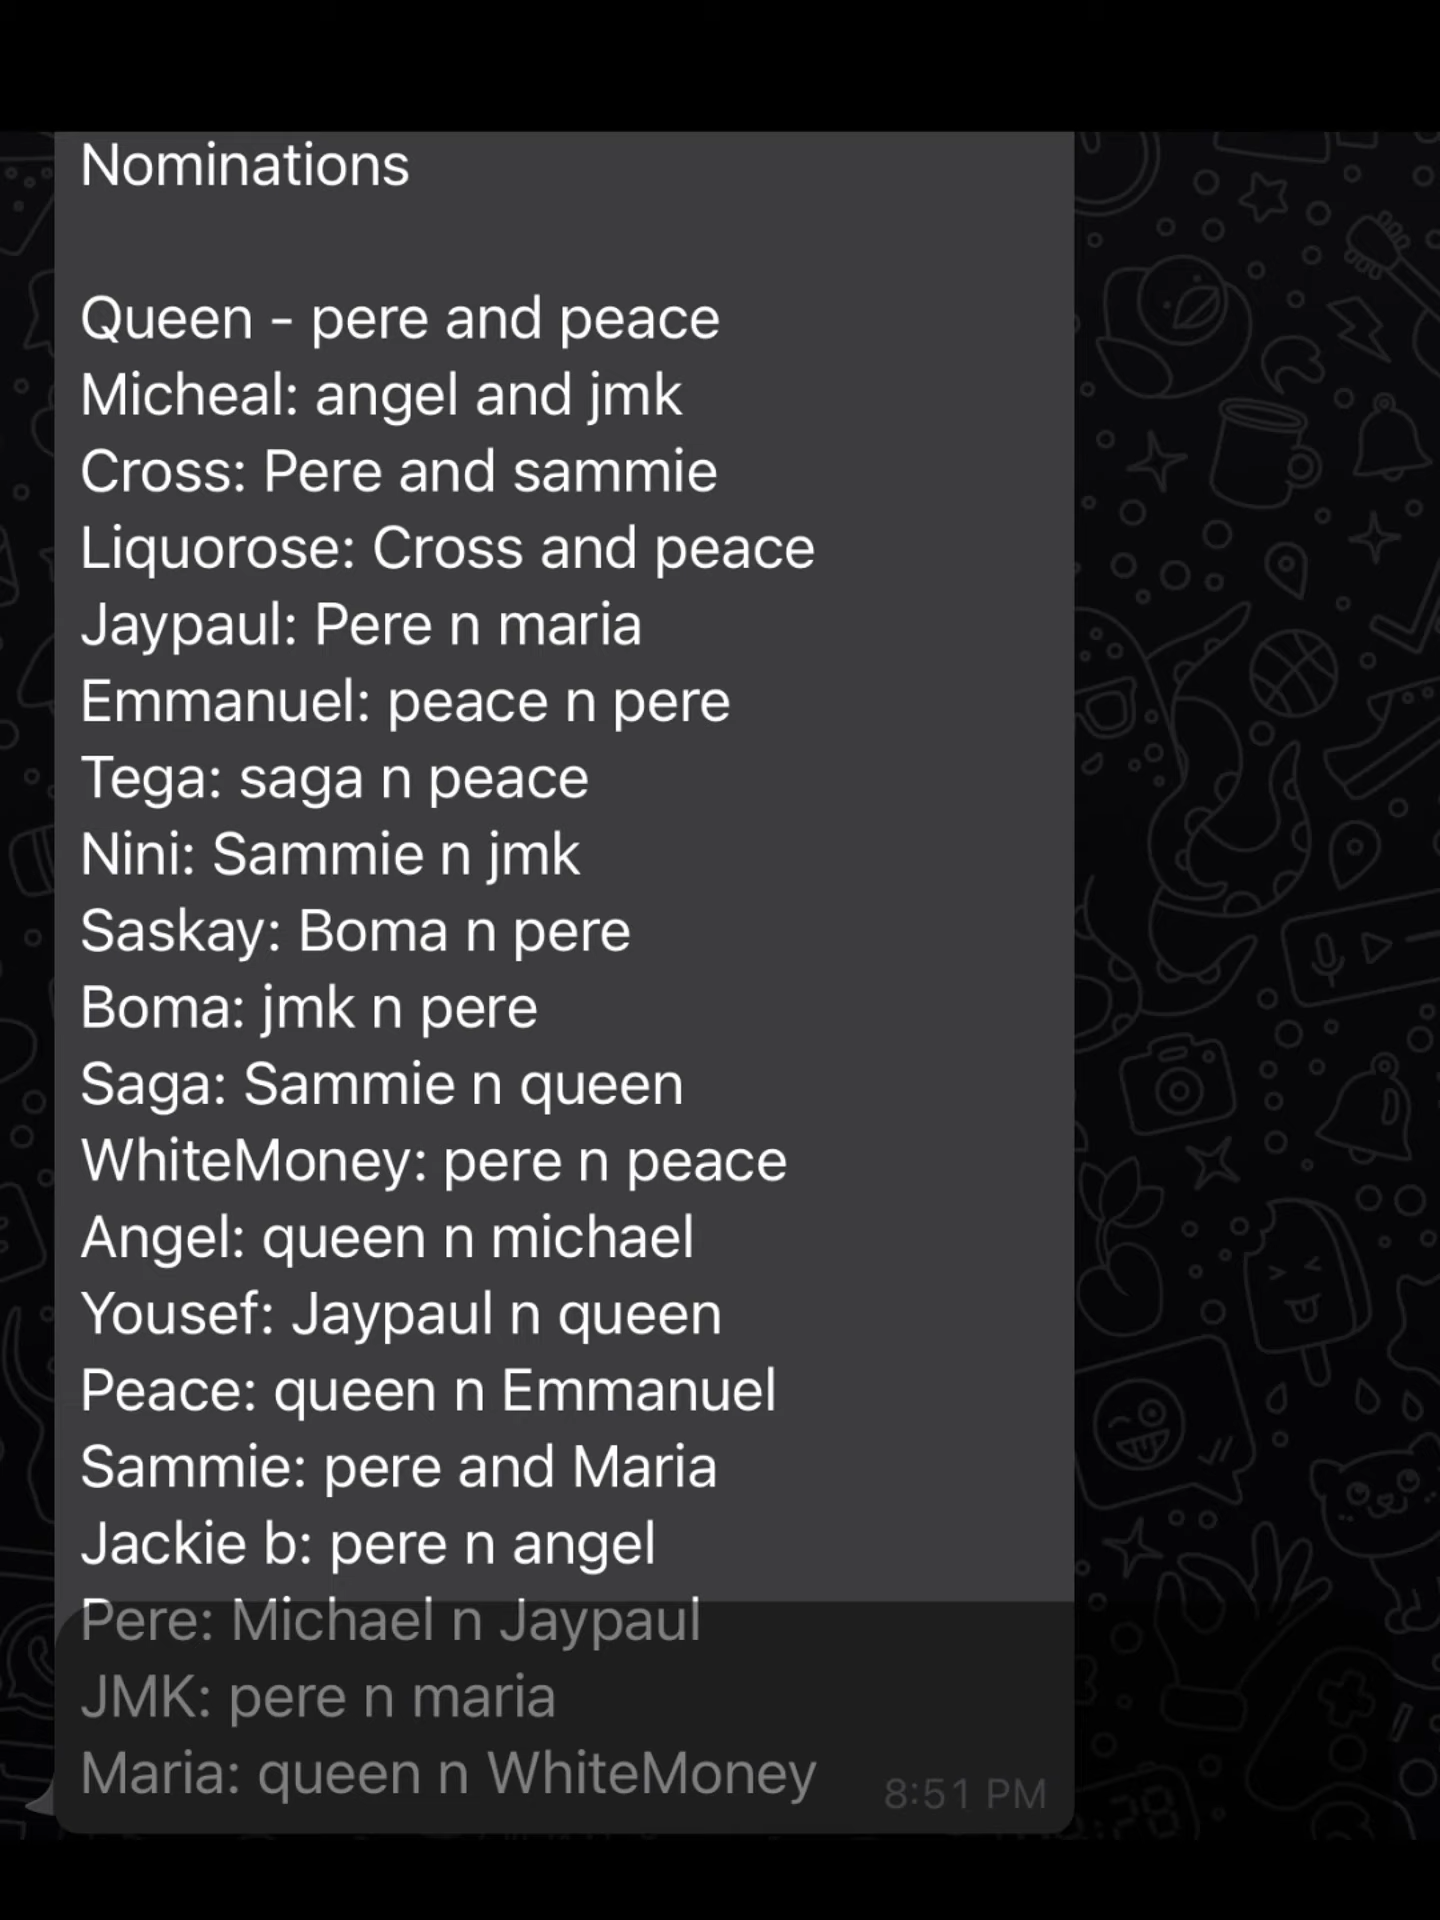 Nominations
Queen - pere and peace
Micheal: angel and jmk
Cross: Pere and sammie
Liquorose: Cross and peace
Jaypaul: Pere n maria
Emmanuel: peace n pere
Tega: saga n peace
Nini: Sammie n jmk
Saskay: Boma n pere
Boma: jmk n pere
Saga: Sammie n queen
WhiteMoney: pere n peace
Angel: queen n michael
Yousef: Jaypaul n queen
Peace: queen n Emmanuel
Sammie: pere and Maria
Jackie b: pere n angel
Pere: Michael n Jaypaul
JMK: pere n maria
Maria: queen n WhiteMoney
8:51 PM